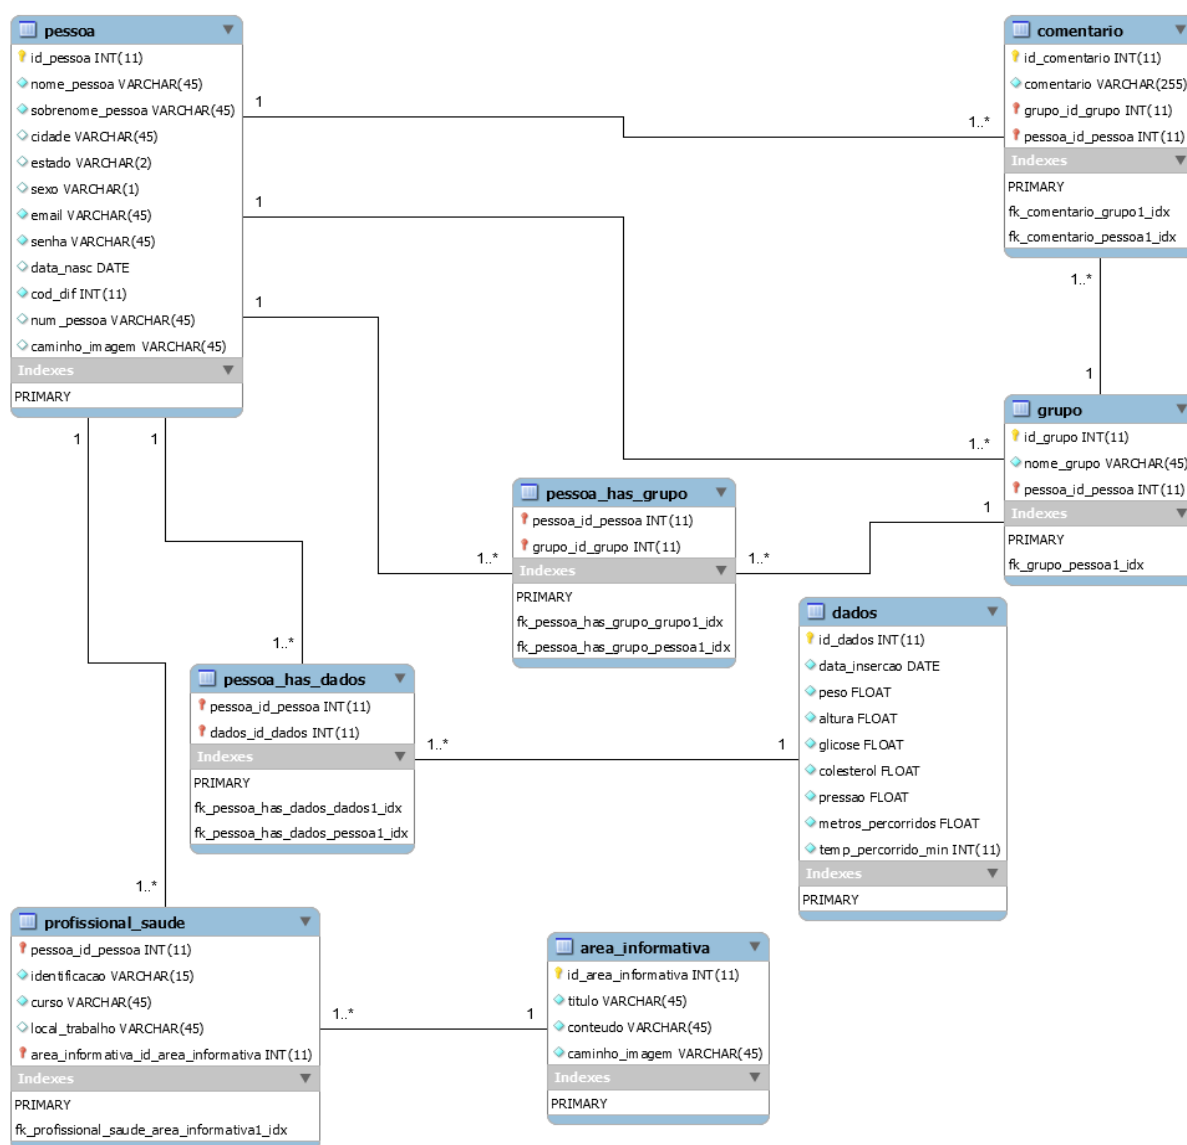 pessoa
id_pessoa INT(11)
nome_pessoa VARCHAR(45)
sobrenome_pessoa VARCHAR(45)
cidade VARCHAR(45)
estado VARCHAR(2)
sexo VARCHAR(1)
email VARCHAR(45)
senha VARCHAR(45)
data_nasc DATE
cod_dif INT(11)
num_pessoa VARCHAR(45)
caminho_imagem VARCHAR(45)
Indexes
PRIMARY
1
1..*
1
1..*
1
1..*
1
1..*
1
1..*
comentario
id_comentario INT(11)
comentario VARCHAR(255)
grupo_id_grupo INT(11)
pessoa_id_pessoa INT(11)
Indexes
PRIMARY
fk_comentario_grupo1_idx
fk_comentario_pessoa1_idx
1..*
1
grupo
id_grupo INT(11)
nome_grupo VARCHAR(45)
pessoa_id_pessoa INT(11)
Indexes
PRIMARY
fk_grupo_pessoa1_idx
pessoa_has_grupo
pessoa_id_pessoa INT(11)
grupo_id_grupo INT(11)
Indexes
PRIMARY
fk_pessoa_has_grupo_grupo1_idx
fk_pessoa_has_grupo_pessoa1_idx
1..*
1
pessoa_has_dados
pessoa_id_pessoa INT(11)
dados_id_dados INT(11)
Indexes
PRIMARY
fk_pessoa_has_dados_dados1_idx
fk_pessoa_has_dados_pessoa1_idx
1..*
1
dados
id_dados INT(11)
data_insercao DATE
peso FLOAT
altura FLOAT
glicose FLOAT
colesterol FLOAT
pressao FLOAT
metros_percorridos FLOAT
temp_percorrido_min INT(11)
Indexes
PRIMARY
profissional_saude
pessoa_id_pessoa INT(11)
identificacao VARCHAR(15)
curso VARCHAR(45)
local_trabalho VARCHAR(45)
area_informativa_id_area_informativa INT(11)
Indexes
PRIMARY
fk_profissional_saude_area_informativa1_idx
1..*
1
area_informativa
id_area_informativa INT(11)
titulo VARCHAR(45)
conteudo VARCHAR(45)
caminho_imagem VARCHAR(45)
Indexes
PRIMARY